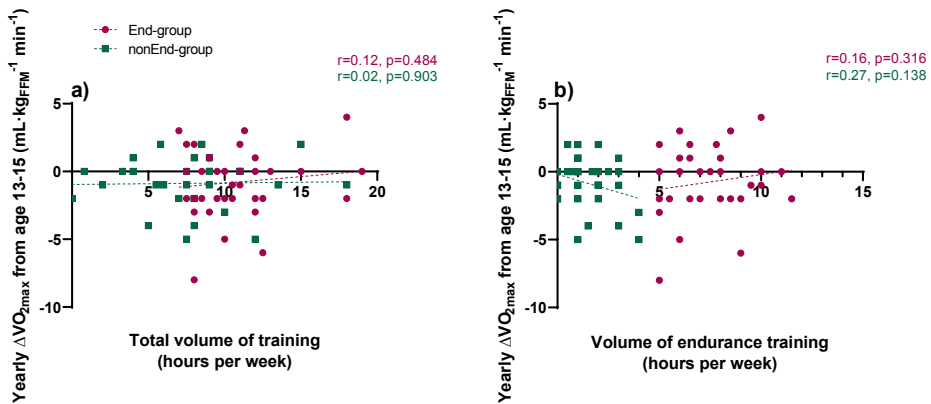 End-group
nonEnd-group
r=0.12, p=0.484
r=0.02, p=0.903
a)
Yearly ΔVO2max from age 13-15 (mL·kgFFM-1 min-1)
5
0
-5
-10
5
10
15
20
Total volume of training
(hours per week)
r=0.16, p=0.316
r=0.27, p=0.138
b)
Yearly ΔVO2max from age 13-15 (mL·kgFFM-1 min-1)
5
0
-5
-10
5
10
15
Volume of endurance training
(hours per week)